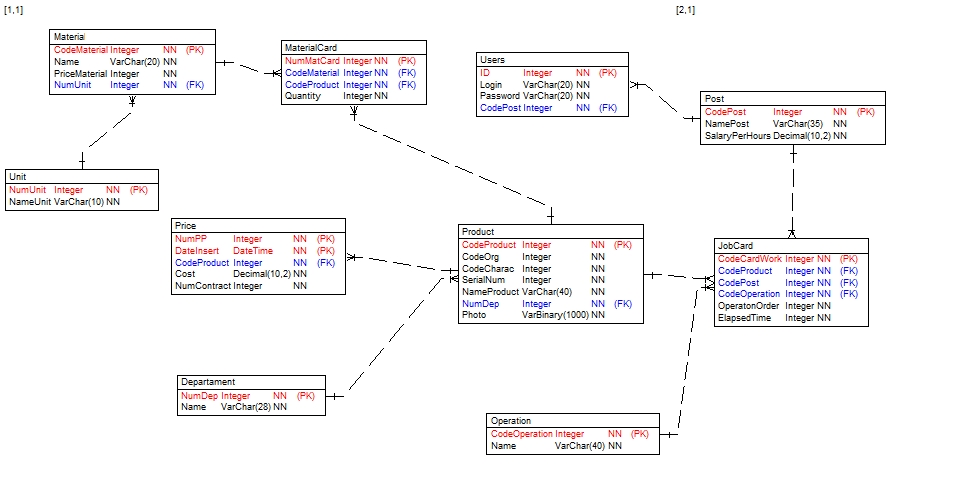 [1,1]
[2,1]
Material
CodeMaterial Integer NN (PK)
Name VarChar(20) NN
PriceMaterial Integer NN
NumUnit Integer NN (FK)
MaterialCard
NumMatCard Integer NN (PK)
CodeMaterial Integer NN (FK)
CodeProduct Integer NN (FK)
Quantity Integer NN
Users
ID Integer NN (PK)
Login VarChar(20) NN
Password VarChar(20) NN
CodePost Integer NN (FK)
Post
CodePost Integer NN (PK)
NamePost VarChar(35) NN
SalaryPerHours Decimal(10,2) NN
Unit
NumUnit Integer NN (PK)
NameUnit VarChar(10) NN
Price
NumPP Integer NN (PK)
DateInsert DateTime NN (PK)
CodeProduct Integer NN (FK)
Cost Decimal(10,2) NN
NumContract Integer NN
Product
CodeProduct Integer NN (PK)
CodeOrg Integer NN
CodeCharac Integer NN
SerialNum Integer NN
NameProduct VarChar(40) NN
NumDep Integer NN (FK)
Photo VarBinary(1000) NN
JobCard
CodeCardWork Integer NN (PK)
CodeProduct Integer NN (FK)
CodePost Integer NN (FK)
CodeOperation Integer NN (FK)
OperatonOrder Integer NN
ElapsedTime Integer NN
Departament
NumDep Integer NN (PK)
Name VarChar(28) NN
Operation
CodeOperation Integer NN (PK)
Name VarChar(40) NN